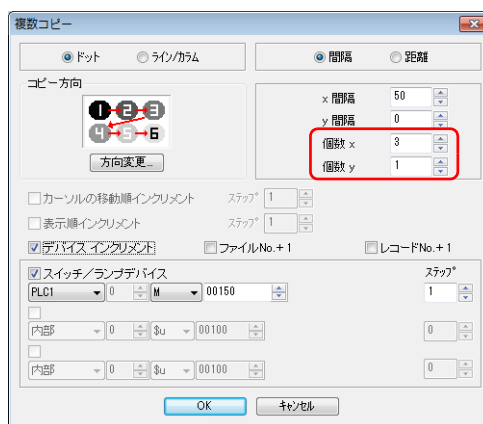 複数コピー
ドット ライン/カラム
間隔 距離
コピー方向
1 2 3
4 5 6
方向変更...
x 間隔 50
y 間隔 0
個数 x 3
個数 y 1
カーソルの移動順インクリメント ステップ 1
表示順インクリメント ステップ 1
デバイス インクリメント ファイルNo.+1 レコードNo.+1
スイッチ/ランプデバイス ステップ
PLC1 0 M 00150 1
内部 0 $u 00100 0
内部 0 $u 00100 0
OK キャンセル